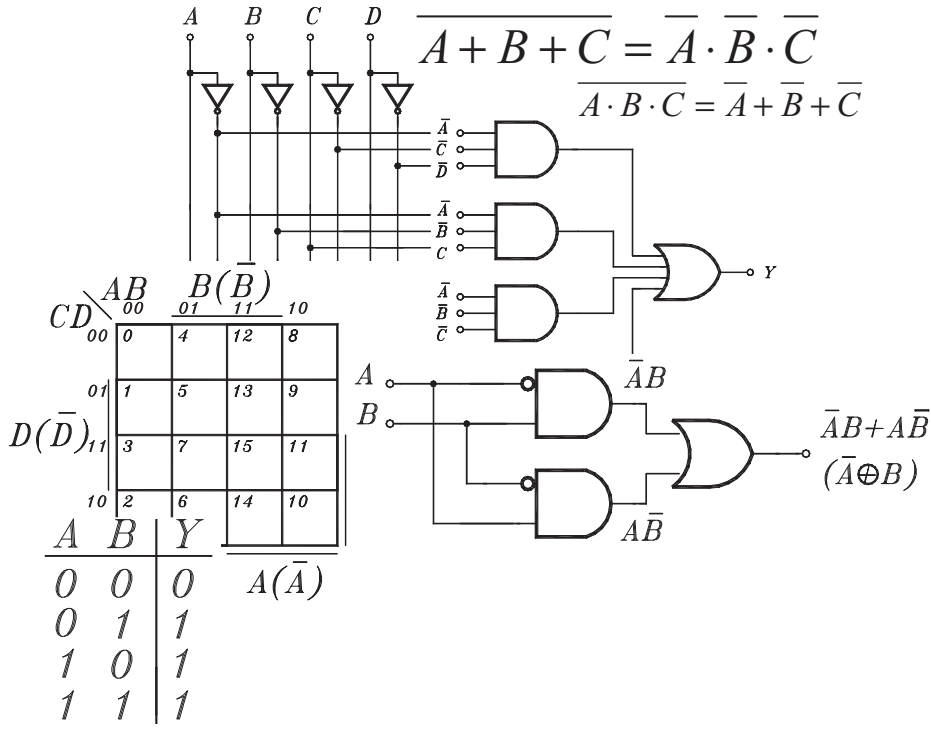 A B C D
A̅+̅B̅+̅C̅ = A̅ · B̅ · C̅
A̅·̅B̅·̅C̅ = A̅ + B̅ + C̅
A̅
C̅
D̅
A̅
B̅
C
Y
A̅
B̅
C̅
A̅B
AB B(B̅)
CD 00 01 11 10
00 0 4 12 8
01 1 5 13 9
D(D̅) 11 3 7 15 11
10 2 6 14 10
A(A̅)
A
B
A̅B+AB̅
(A̅⊕B)
AB̅
A B Y
0 0 0
0 1 1
1 0 1
1 1 1